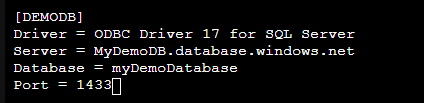 [DEMODB]
Driver = ODBC Driver 17 for SQL Server
Server = MyDemoDB.database.windows.net
Database = myDemoDatabase
Port = 1433